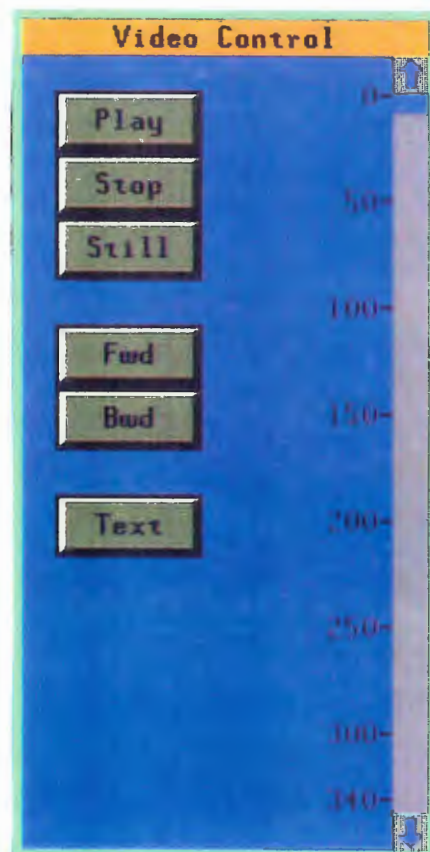 Video Control
0-
Play
Stop
50-
Still
100-
Fwd
Bwd
150-
Text
200-
250-
300-
340-